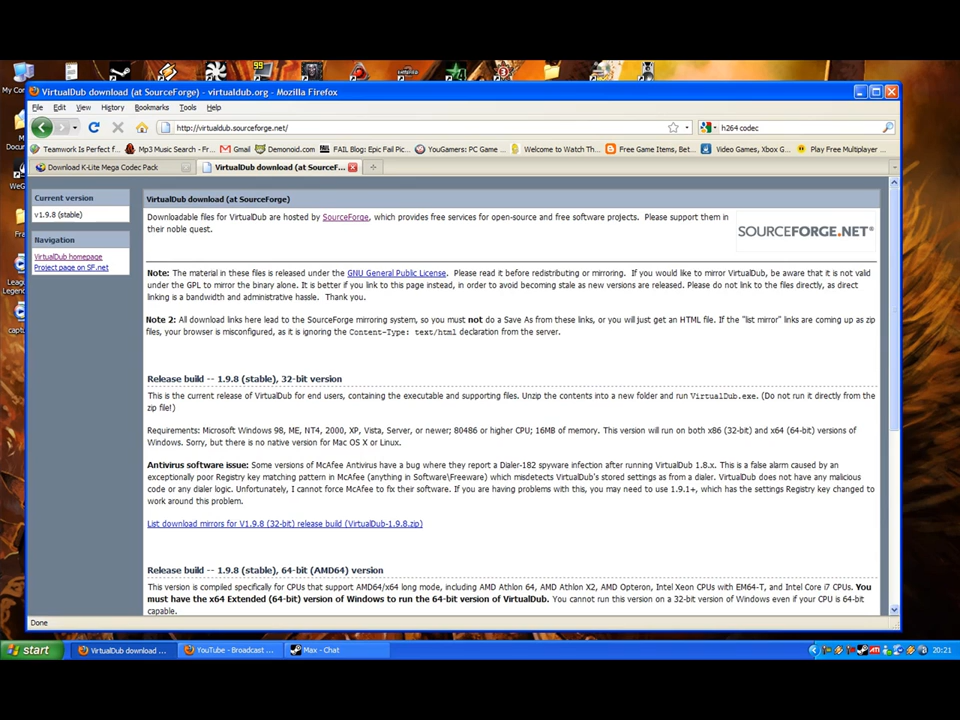 My Co
Docum
WeG
Fra
Leag
Legen
capt
99
VirtualDub download (at SourceForge) - virtualdub.org - Mozilla Firefox
File Edit View History Bookmarks Tools Help
http://virtualdub.sourceforge.net/
h264 codec
Teamwork Is Perfect f... Mp3 Music Search - Fr... Gmail Demonoid.com FAIL Blog: Epic Fail Pic... YouGamers: PC Game ... Welcome to Watch Th... Free Game Items, Bet... Video Games, Xbox G... Play Free Multiplayer ...
Download K-Lite Mega Codec Pack
VirtualDub download (at SourceF...
Current version
v1.9.8 (stable)
Navigation
VirtualDub homepage
Project page on SF.net
VirtualDub download (at SourceForge)
Downloadable files for VirtualDub are hosted by SourceForge, which provides free services for open-source and free software projects. Please support them in
their noble quest.
SOURCEFORGE.NET®
Note: The material in these files is released under the GNU General Public License. Please read it before redistributing or mirroring. If you would like to mirror VirtualDub, be aware that it is not valid
under the GPL to mirror the binary alone. It is better if you link to this page instead, in order to avoid becoming stale as new versions are released. Please do not link to the files directly, as direct
linking is a bandwidth and administrative hassle. Thank you.
Note 2: All download links here lead to the SourceForge mirroring system, so you must not do a Save As from these links, or you will just get an HTML file. If the "list mirror" links are coming up as zip
files, your browser is misconfigured, as it is ignoring the Content-Type: text/html declaration from the server.
Release build -- 1.9.8 (stable), 32-bit version
This is the current release of VirtualDub for end users, containing the executable and supporting files. Unzip the contents into a new folder and run VirtualDub.exe. (Do not run it directly from the
zip file!)
Requirements: Microsoft Windows 98, ME, NT4, 2000, XP, Vista, Server, or newer; 80486 or higher CPU; 16MB of memory. This version will run on both x86 (32-bit) and x64 (64-bit) versions of
Windows. Sorry, but there is no native version for Mac OS X or Linux.
Antivirus software issue: Some versions of McAfee Antivirus have a bug where they report a Dialer-182 spyware infection after running VirtualDub 1.8.x. This is a false alarm caused by an
exceptionally poor Registry key matching pattern in McAfee (anything in Software\Freeware) which misdetects VirtualDub's stored settings as from a dialer. VirtualDub does not have any malicious
code or any dialer logic. Unfortunately, I cannot force McAfee to fix their software. If you are having problems with this, you may need to use 1.9.1+, which has the settings Registry key changed to
work around this problem.
List download mirrors for V1.9.8 (32-bit) release build (VirtualDub-1.9.8.zip)
Release build -- 1.9.8 (stable), 64-bit (AMD64) version
This version is compiled specifically for CPUs that support AMD64/x64 long mode, including AMD Athlon 64, AMD Athlon X2, AMD Opteron, Intel Xeon CPUs with EM64-T, and Intel Core i7 CPUs. You
must have the x64 Extended (64-bit) version of Windows to run the 64-bit version of VirtualDub. You cannot run this version on a 32-bit version of Windows even if your CPU is 64-bit
capable.
Done
start VirtualDub download ... YouTube - Broadcast ... Max - Chat ATI 20:21